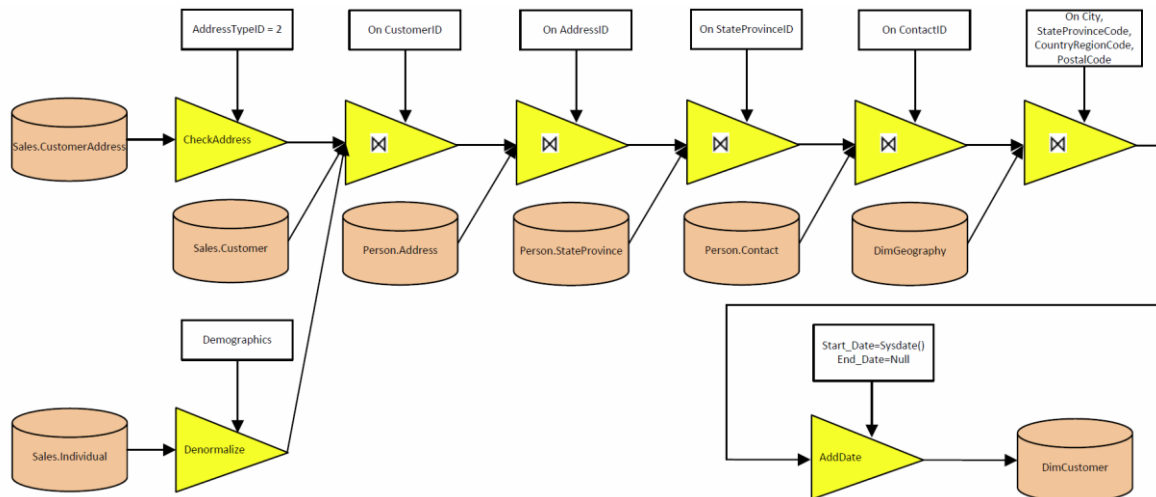 AddressTypeID = 2
On CustomerID
On AddressID
On StateProvinceID
On ContactID
On City,
StateProvinceCode,
CountryRegionCode,
PostalCode
Sales.CustomerAddress
CheckAddress
⋈
⋈
⋈
⋈
⋈
Sales.Customer
Person.Address
Person.StateProvince
Person.Contact
DimGeography
Demographics
Start_Date=Sysdate()
End_Date=Null
Sales.Individual
Denormalize
AddDate
DimCustomer